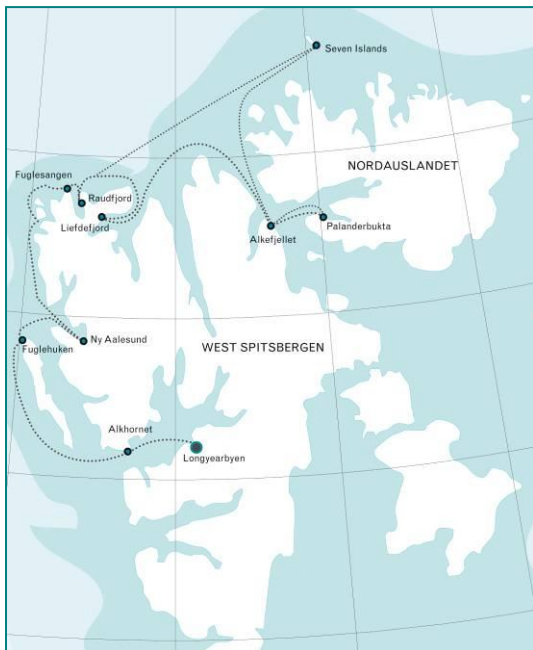 Seven Islands
NORDAUSLANDET
Fuglesangen
Raudfjord
Liefdefjord
Palanderbukta
Alkefjellet
Ny Aalesund
Fuglehuken
WEST SPITSBERGEN
Alkhornet
Longyearbyen